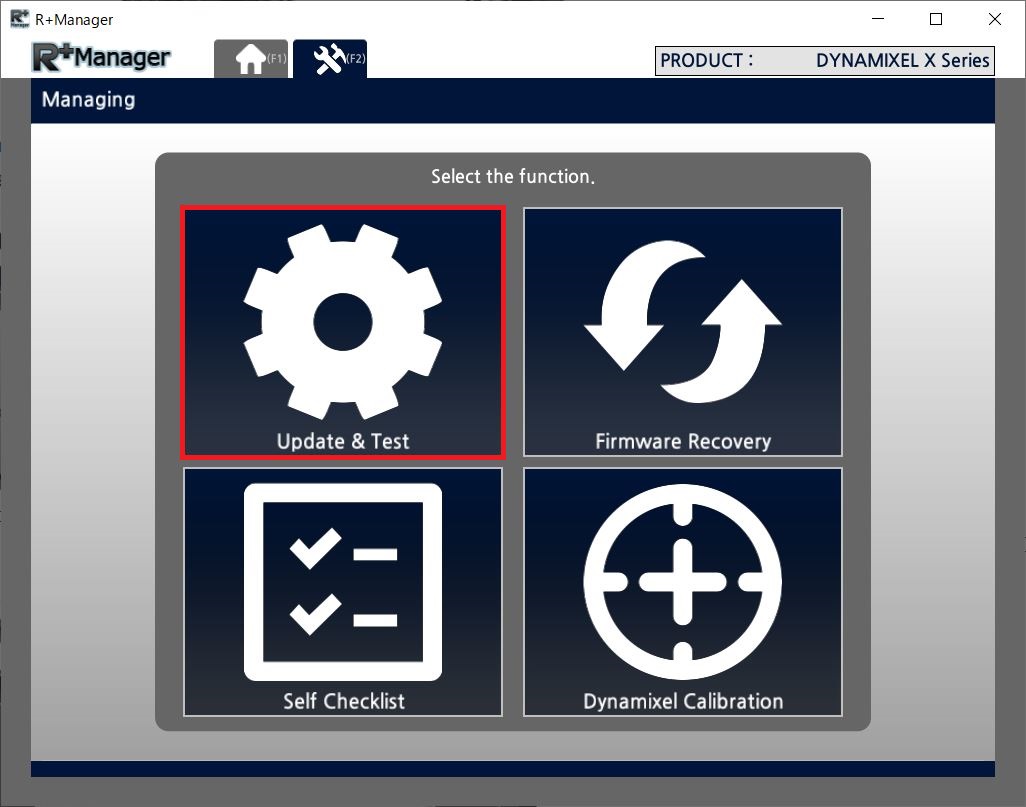 R+Manager
R+Manager
(F1)
(F2)
PRODUCT : DYNAMIXEL X Series
Managing
Select the function.
Update & Test
Firmware Recovery
Self Checklist
Dynamixel Calibration